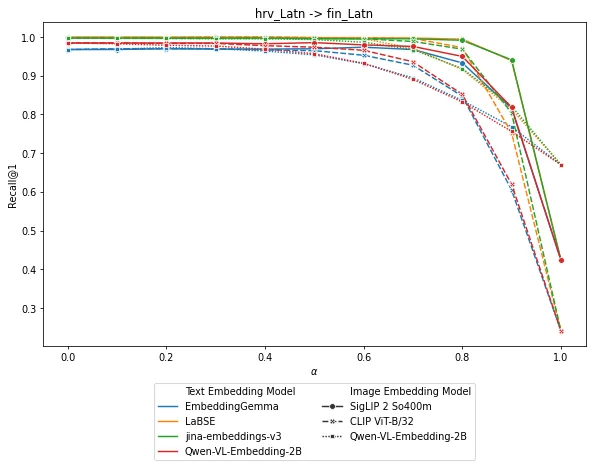 hrv_Latn -> fin_Latn
Recall@1
1.0
0.9
0.8
0.7
0.6
0.5
0.4
0.3
0.0 0.2 0.4 0.6 0.8 1.0
α
Text Embedding Model Image Embedding Model
EmbeddingGemma SigLIP 2 So400m
LaBSE CLIP ViT-B/32
jina-embeddings-v3 Qwen-VL-Embedding-2B
Qwen-VL-Embedding-2B